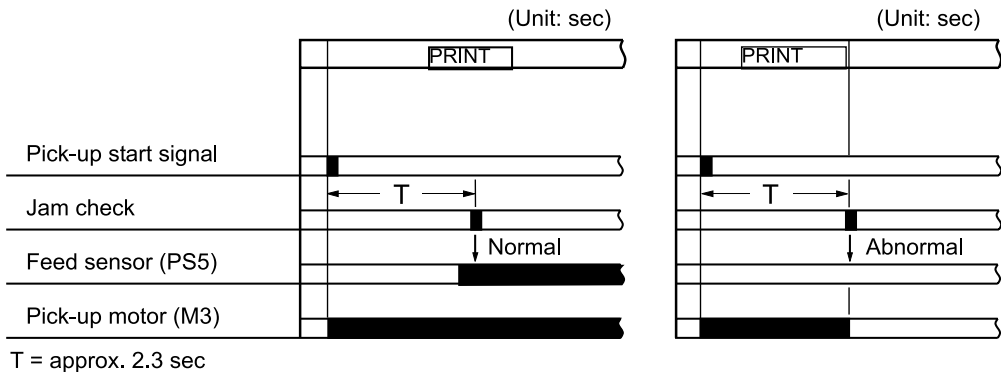 (Unit: sec) (Unit: sec)
PRINT PRINT
Pick-up start signal
T T
Jam check
Normal Abnormal
Feed sensor (PS5)
Pick-up motor (M3)
T = approx. 2.3 sec